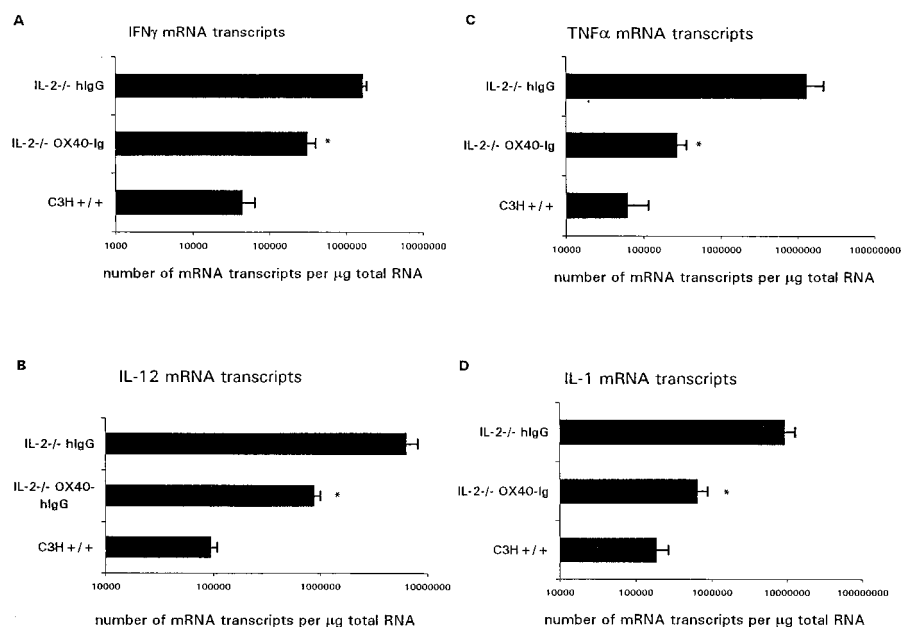 A
IFNγ mRNA transcripts
IL-2-/- hIgG
IL-2-/- OX40-Ig
*
C3H +/+
1000 10000 100000 1000000 10000000
number of mRNA transcripts per μg total RNA
C
TNFα mRNA transcripts
IL-2-/- hIgG
IL-2-/- OX40-Ig
*
C3H +/+
10000 100000 1000000 10000000 100000000
number of mRNA transcripts per μg total RNA
B
IL-12 mRNA transcripts
IL-2-/- hIgG
IL-2-/- OX40-
hIgG
*
C3H +/+
10000 100000 1000000 10000000
number of mRNA transcripts per μg total RNA
D
IL-1 mRNA transcripts
IL-2-/- hIgG
IL-2-/- OX40-Ig
*
C3H +/+
10000 100000 1000000 10000000 100000000
number of mRNA transcripts per μg total RNA